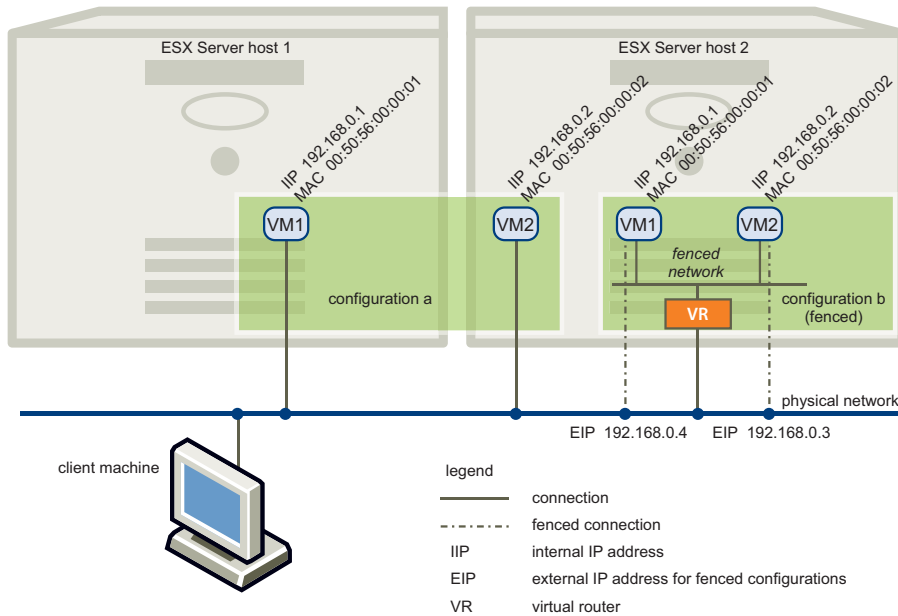 ESX Server host 1
ESX Server host 2
IIP 192.168.0.1
MAC 00:50:56:00:00:01
IIP 192.168.0.2
MAC 00:50:56:00:00:02
IIP 192.168.0.1
MAC 00:50:56:00:00:01
IIP 192.168.0.2
MAC 00:50:56:00:00:02
VM1
VM2
VM1
VM2
fenced
network
configuration a
configuration b
(fenced)
VR
physical network
EIP 192.168.0.4
EIP 192.168.0.3
client machine
legend
connection
fenced connection
IIP internal IP address
EIP external IP address for fenced configurations
VR virtual router